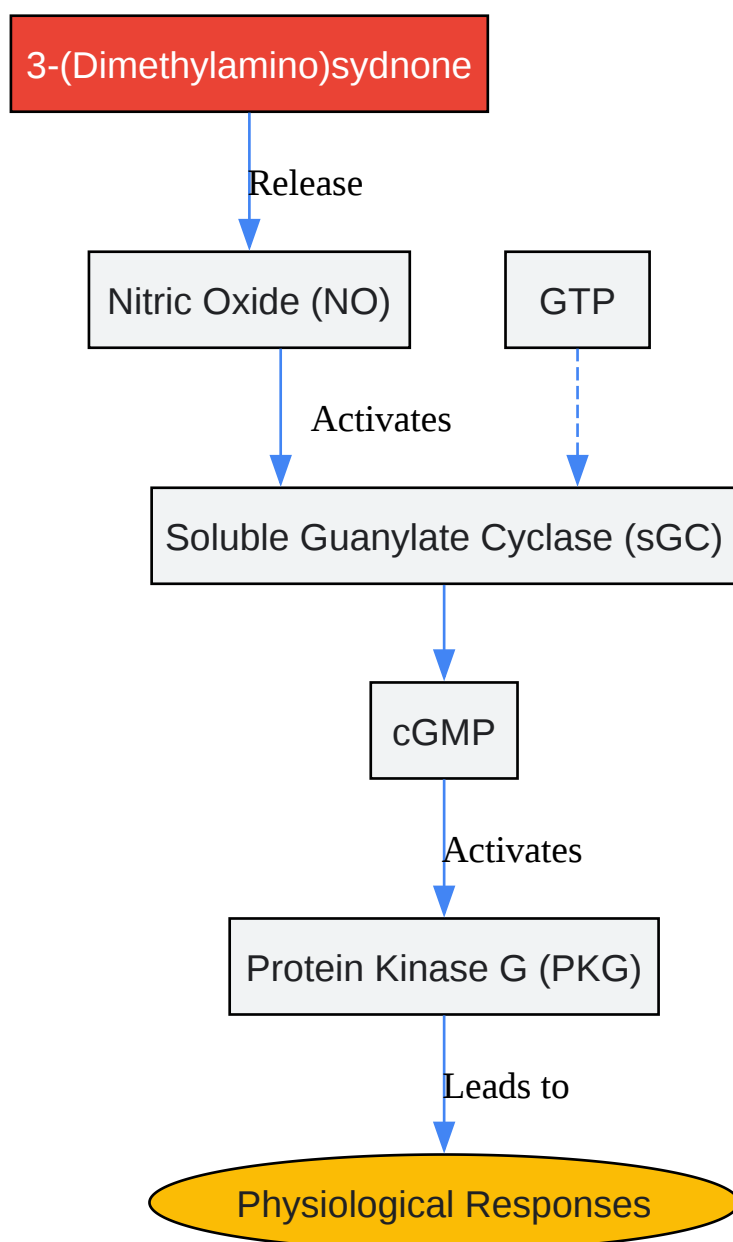 3-(Dimethylamino)sydnone
Release
Nitric Oxide (NO)
GTP
Activates
Soluble Guanylate Cyclase (sGC)
cGMP
Activates
Protein Kinase G (PKG)
Leads to
Physiological Responses